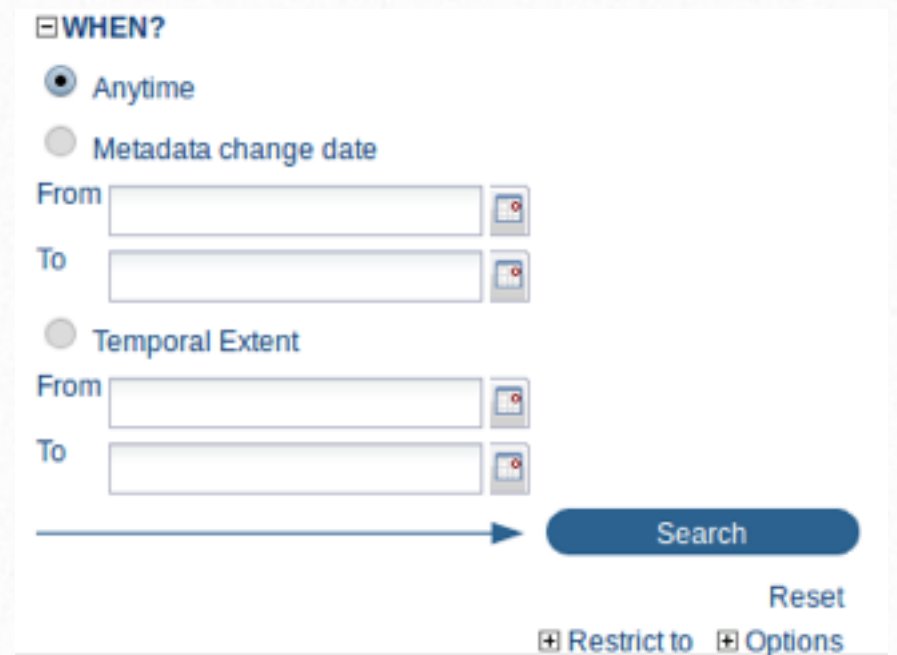 WHEN?
Anytime
Metadata change date
From
To
Temporal Extent
From
To
Search
Reset
Restrict to Options